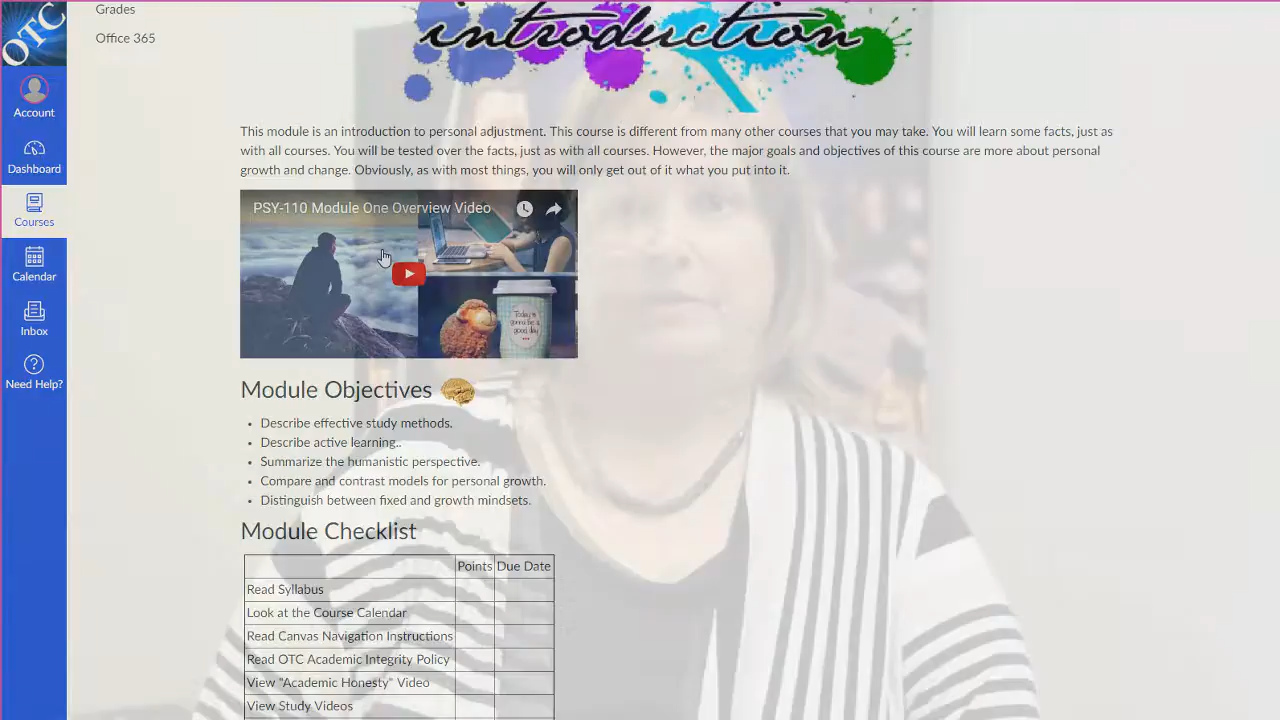 OTC
Grades
Office 365
Account
Dashboard
Courses
Calendar
Inbox
Need Help?
introduction
This module is an introduction to personal adjustment. This course is different from many other courses that you may take. You will learn some facts, just as
with all courses. You will be tested over the facts, just as with all courses. However, the major goals and objectives of this course are more about personal
growth and change. Obviously, as with most things, you will only get out of it what you put into it.
PSY-110 Module One Overview Video
Today is
gonna be a
good day
Module Objectives
• Describe effective study methods.
• Describe active learning..
• Summarize the humanistic perspective.
• Compare and contrast models for personal growth.
• Distinguish between fixed and growth mindsets.
Module Checklist
Points Due Date
Read Syllabus
Look at the Course Calendar
Read Canvas Navigation Instructions
Read OTC Academic Integrity Policy
View "Academic Honesty" Video
View Study Videos